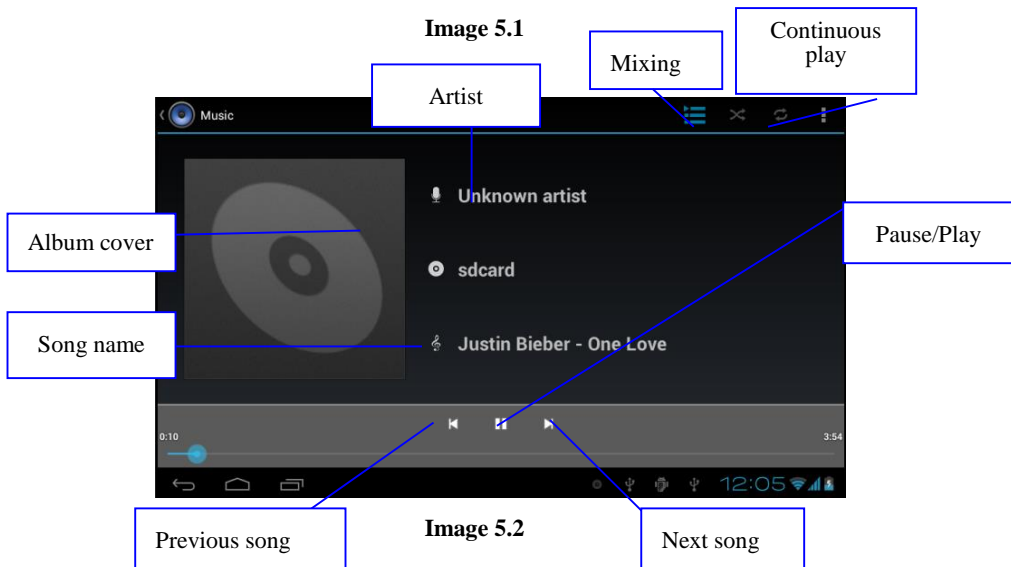 Image 5.1
Continuous
play
Mixing
Artist
Music
Unknown artist
Album cover
Pause/Play
sdcard
Song name
Justin Bieber - One Love
0:10
3:54
12:05
Previous song
Image 5.2
Next song